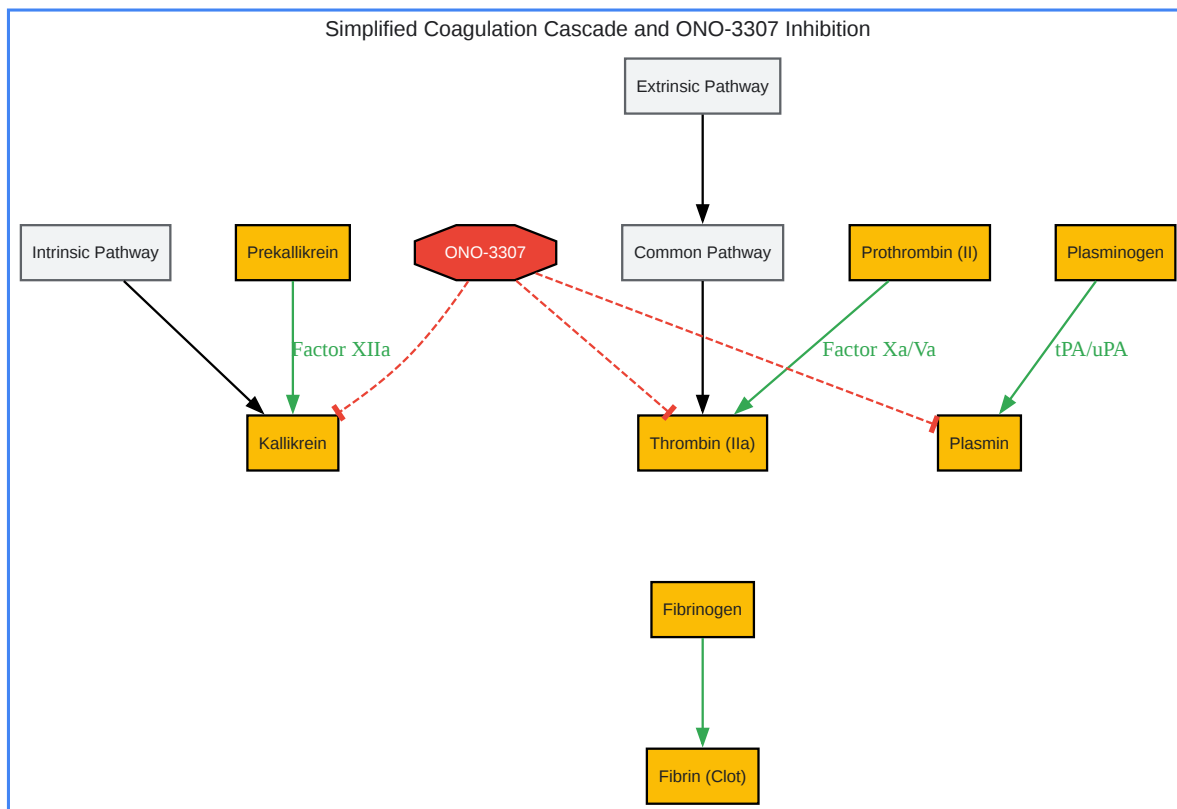 Simplified Coagulation Cascade and ONO-3307 Inhibition
Extrinsic Pathway
Intrinsic Pathway
Prekallikrein
ONO-3307
Common Pathway
Prothrombin (II)
Plasminogen
Factor XIIa
Factor Xa/Va
tPA/uPA
Kallikrein
Thrombin (IIa)
Plasmin
Fibrinogen
Fibrin (Clot)